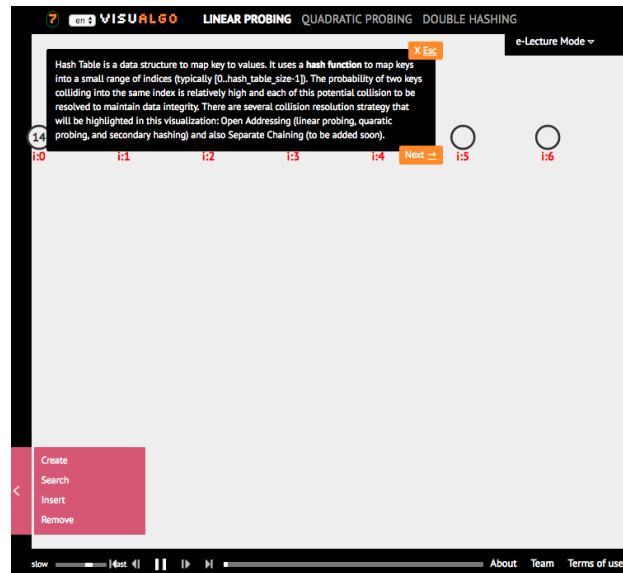 7 en VISUALGO LINEAR PROBING QUADRATIC PROBING DOUBLE HASHING
e-Lecture Mode
X Esc
Hash Table is a data structure to map key to values. It uses a hash function to map keys
into a small range of indices (typically [0..hash_table_size-1]). The probability of two keys
colliding into the same index is relatively high and each of this potential collision to be
resolved to maintain data integrity. There are several collision resolution strategy that
will be highlighted in this visualization: Open Addressing (linear probing, quaratic
probing, and secondary hashing) and also Separate Chaining (to be added soon).
Next →
14
i:0 i:1 i:2 i:3 i:4 i:5 i:6
Create
Search
Insert
Remove
<
slow fast About Team Terms of use